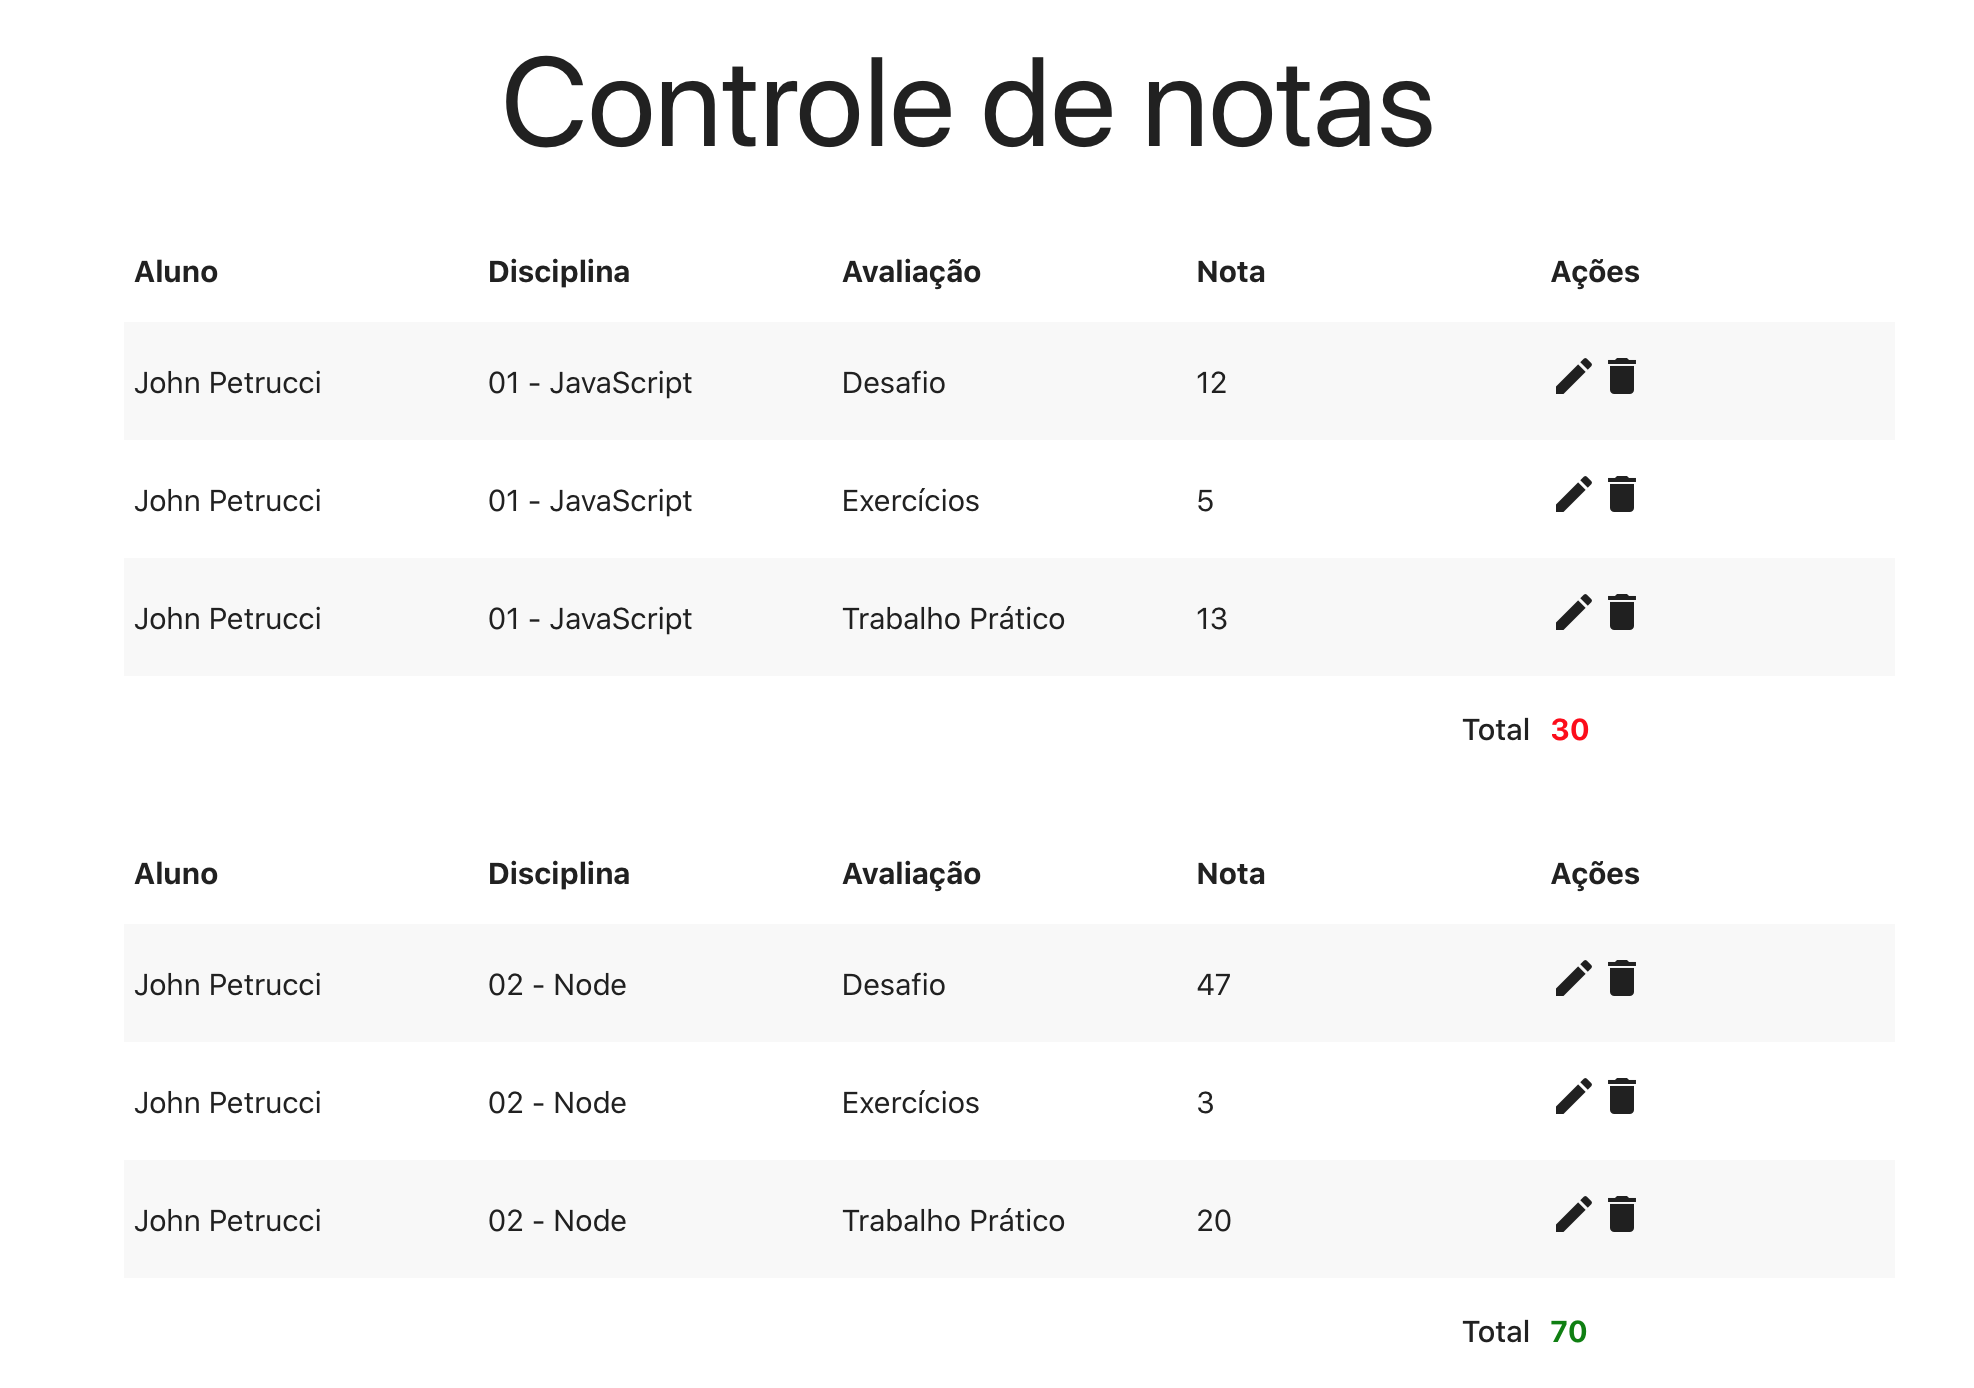 Controle de notas
Aluno Disciplina Avaliação Nota Ações
John Petrucci 01 - JavaScript Desafio 12
John Petrucci 01 - JavaScript Exercícios 5
John Petrucci 01 - JavaScript Trabalho Prático 13
Total 30
Aluno Disciplina Avaliação Nota Ações
John Petrucci 02 - Node Desafio 47
John Petrucci 02 - Node Exercícios 3
John Petrucci 02 - Node Trabalho Prático 20
Total 70